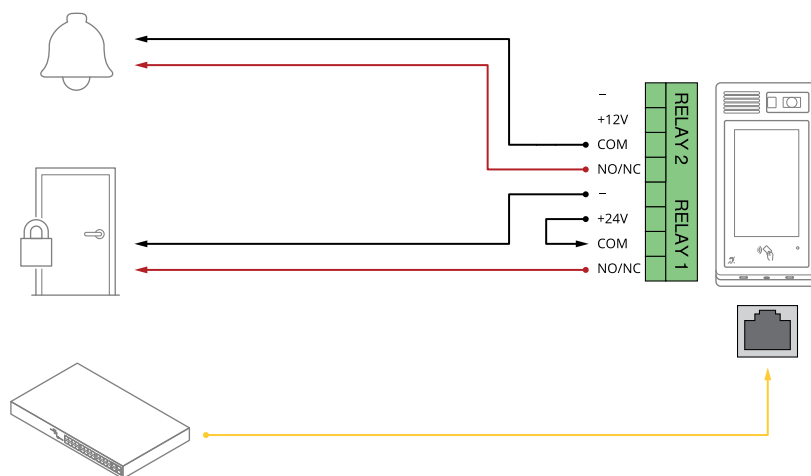 –
+12V
COM
NO/NC
–
+24V
COM
NO/NC
RELAY 2
RELAY 1